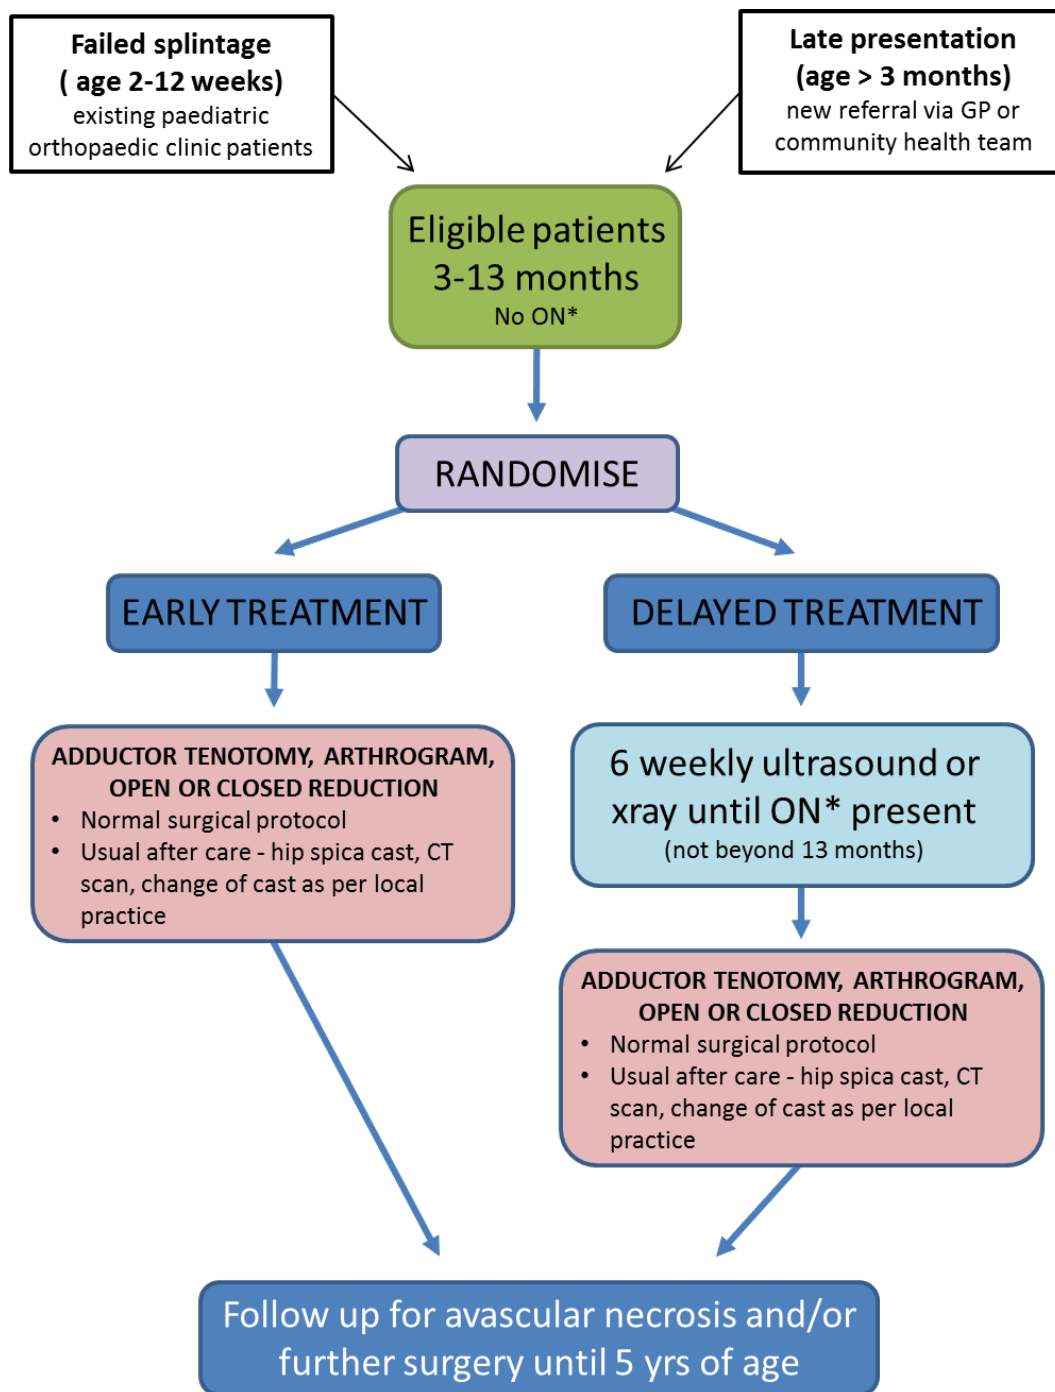 Failed splintage
( age 2-12 weeks)
existing paediatric
orthopaedic clinic patients
Late presentation
(age > 3 months)
new referral via GP or
community health team
Eligible patients
3-13 months
No ON*
RANDOMISE
EARLY TREATMENT
DELAYED TREATMENT
ADDUCTOR TENOTOMY, ARTHROGRAM,
OPEN OR CLOSED REDUCTION
• Normal surgical protocol
• Usual after care - hip spica cast, CT
scan, change of cast as per local
practice
6 weekly ultrasound or
xray until ON* present
(not beyond 13 months)
ADDUCTOR TENOTOMY, ARTHROGRAM,
OPEN OR CLOSED REDUCTION
• Normal surgical protocol
• Usual after care - hip spica cast, CT
scan, change of cast as per local
practice
Follow up for avascular necrosis and/or
further surgery until 5 yrs of age